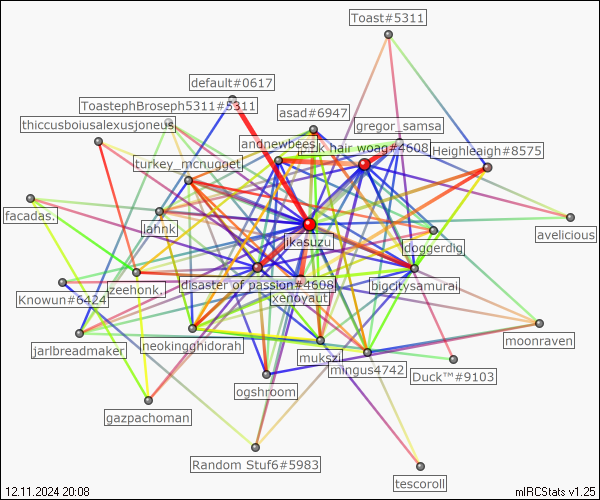 Toast#5311
default#0617
ToastephBroseph5311#5311
asad#6947
gregor_samsa
thiccusboiusalexusjoneus
andnewbees
hair woag#4608
Heighleaigh#8575
turkey_mcnugget
facadas.
lahnk
jikasuzu
doggerdig
avelicious
zeehonk.
disaster of passion#4608
bigcitysamurai
Knowun#6424
xenoyaut
jarlbreadmaker
neokingghidorah
mukszi
mingus4742
moonraven
Duck™#9103
ogshroom
gazpachoman
Random Stuf6#5983
tescoroll
12.11.2024 20:08
mIRCStats v1.25